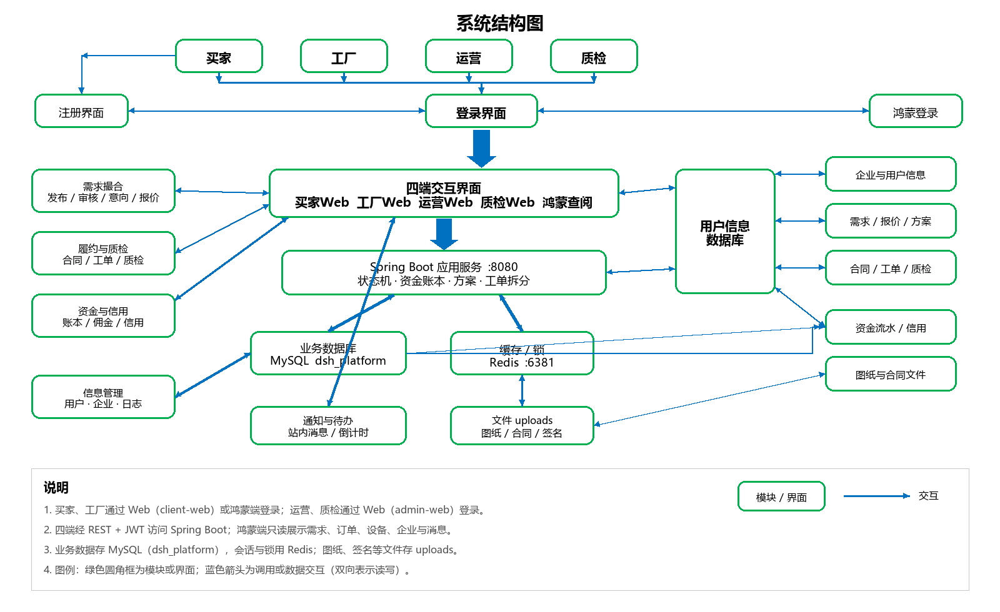 系统结构图
买家
工厂
运营
质检
注册界面
登录界面
鸿蒙登录
需求撮合
发布 / 审核 / 意向 / 报价
四端交互界面
买家Web 工厂Web 运营Web 质检Web 鸿蒙查阅
用户信息
数据库
企业与用户信息
需求 / 报价 / 方案
履约与质检
合同 / 工单 / 质检
Spring Boot 应用服务 :8080
状态机 · 资金账本 · 方案 · 工单拆分
合同 / 工单 / 质检
资金与信用
账本 / 佣金 / 信用
资金流水 / 信用
业务数据库
MySQL dsh_platform
缓存 / 锁
Redis :6381
图纸与合同文件
信息管理
用户 · 企业 · 日志
通知与待办
站内消息 / 倒计时
文件 uploads
图纸 / 合同 / 签名
说明
1. 买家、工厂通过 Web（client-web）或鸿蒙端登录；运营、质检通过 Web（admin-web）登录。
2. 四端经 REST + JWT 访问 Spring Boot；鸿蒙端只读展示需求、订单、设备、企业与消息。
3. 业务数据存 MySQL（dsh_platform），会话与锁用 Redis；图纸、签名等文件存 uploads。
4. 图例：绿色圆角框为模块或界面；蓝色箭头为调用或数据交互（双向表示读写）。
模块 / 界面
交互